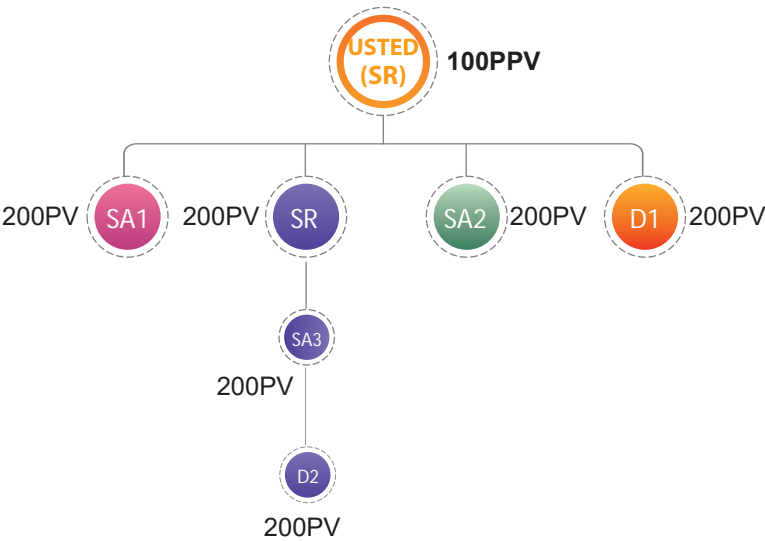 USTED
(SR)
100PPV
200PV
SA1
200PV
SR
SA2
200PV
D1
200PV
SA3
200PV
D2
200PV